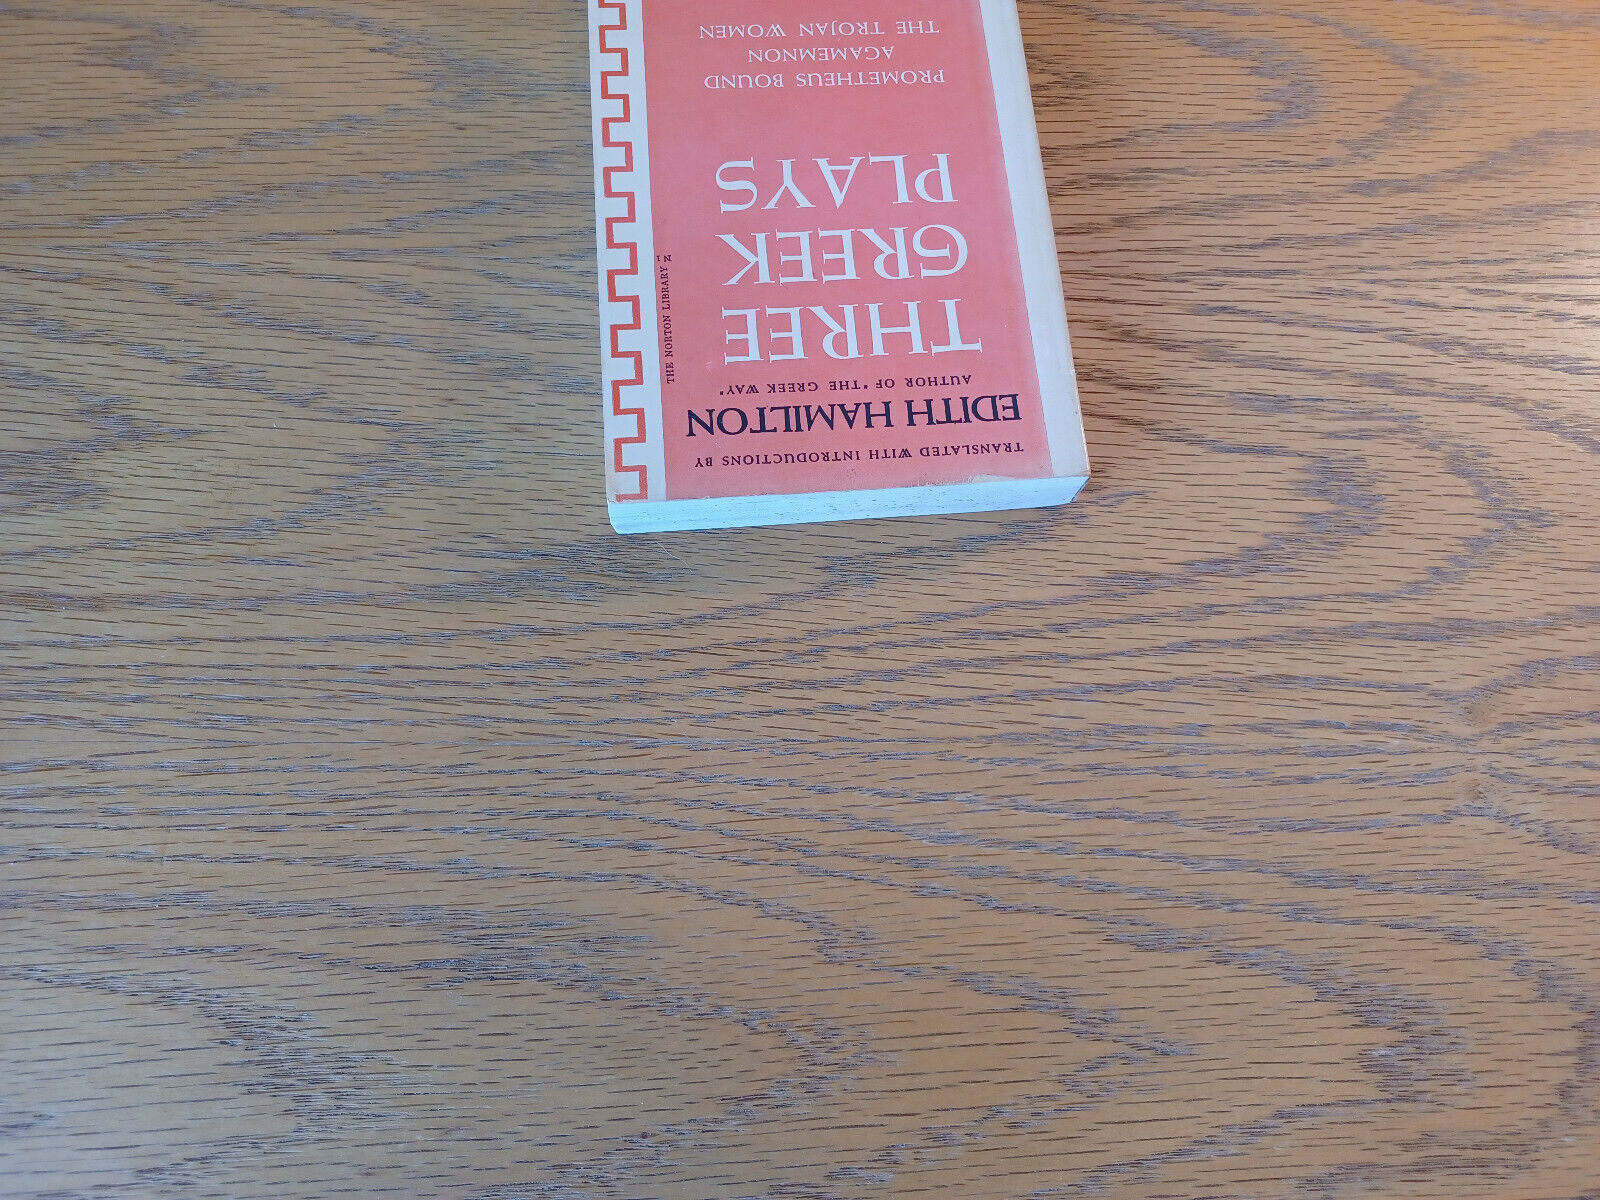 TRANSLATED WITH INTRODUCTIONS BY
EDITH HAMILTON
AUTHOR OF "THE GREEK WAY"
THREE
GREEK
PLAYS
PROMETHEUS BOUND
AGAMEMNON
THE TROJAN WOMEN
THE NORTON LIBRARY